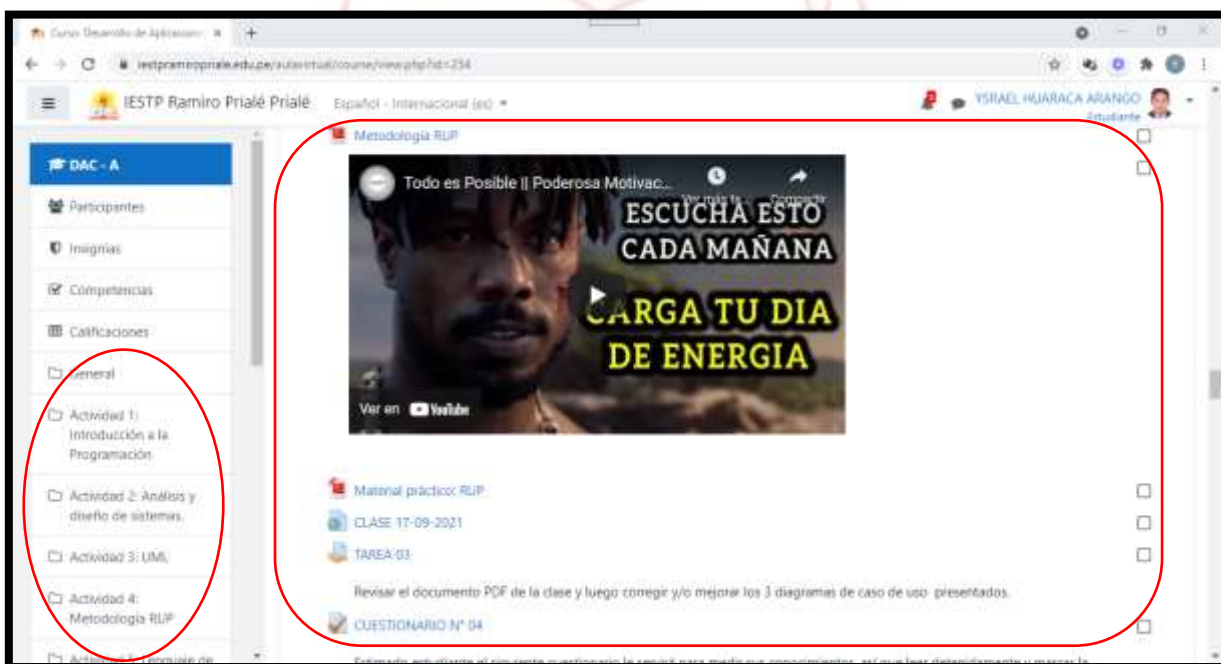 Curso: Desarrollo de Aplicacion
iestpramiropriale.edu.pe/aulavirtual/course/view.php?id=234
IESTP Ramiro Prialé Prialé
Español - Internacional (es)
YSRAEL HUARACA ARANGO
Estudiante
DAC - A
Participantes
Insignias
Competencias
Calificaciones
General
Actividad 1:
Introducción a la
Programación
Actividad 2: Análisis y
diseño de sistemas.
Actividad 3: UML
Actividad 4:
Metodología RUP
Metodología RUP
Todo es Posible || Poderosa Motivac...
Ver más ta...
Compartir
ESCUCHA ESTO
CADA MAÑANA
CARGA TU DIA
DE ENERGIA
Ver en YouTube
Material práctico: RUP
CLASE 17-09-2021
TAREA 03
Revisar el documento PDF de la clase y luego corregir y/o mejorar los 3 diagramas de caso de uso presentados.
CUESTIONARIO N° 04